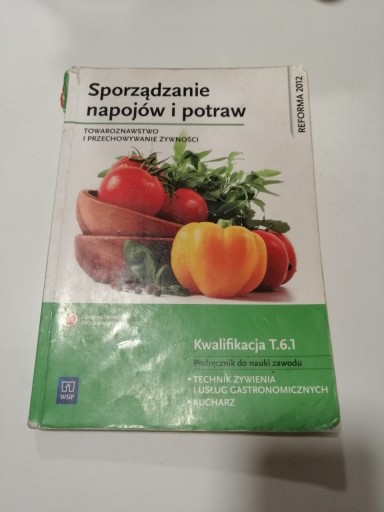 Sporządzanie
napojów i potraw
TOWAROZNAWSTWO
I PRZECHOWYWANIE ŻYWNOŚCI
REFORMA 2012
Kwalifikacja T.6.1
Podręcznik do nauki zawodu
• TECHNIK ŻYWIENIA
I USŁUG GASTRONOMICZNYCH
• KUCHARZ
WSiP